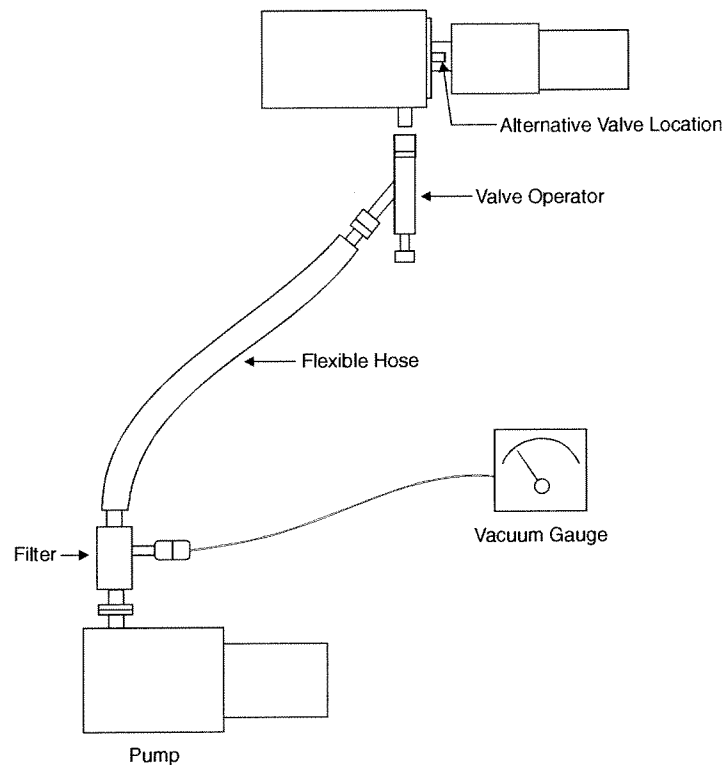 Alternative Valve Location
Valve Operator
Flexible Hose
Vacuum Gauge
Filter
Pump